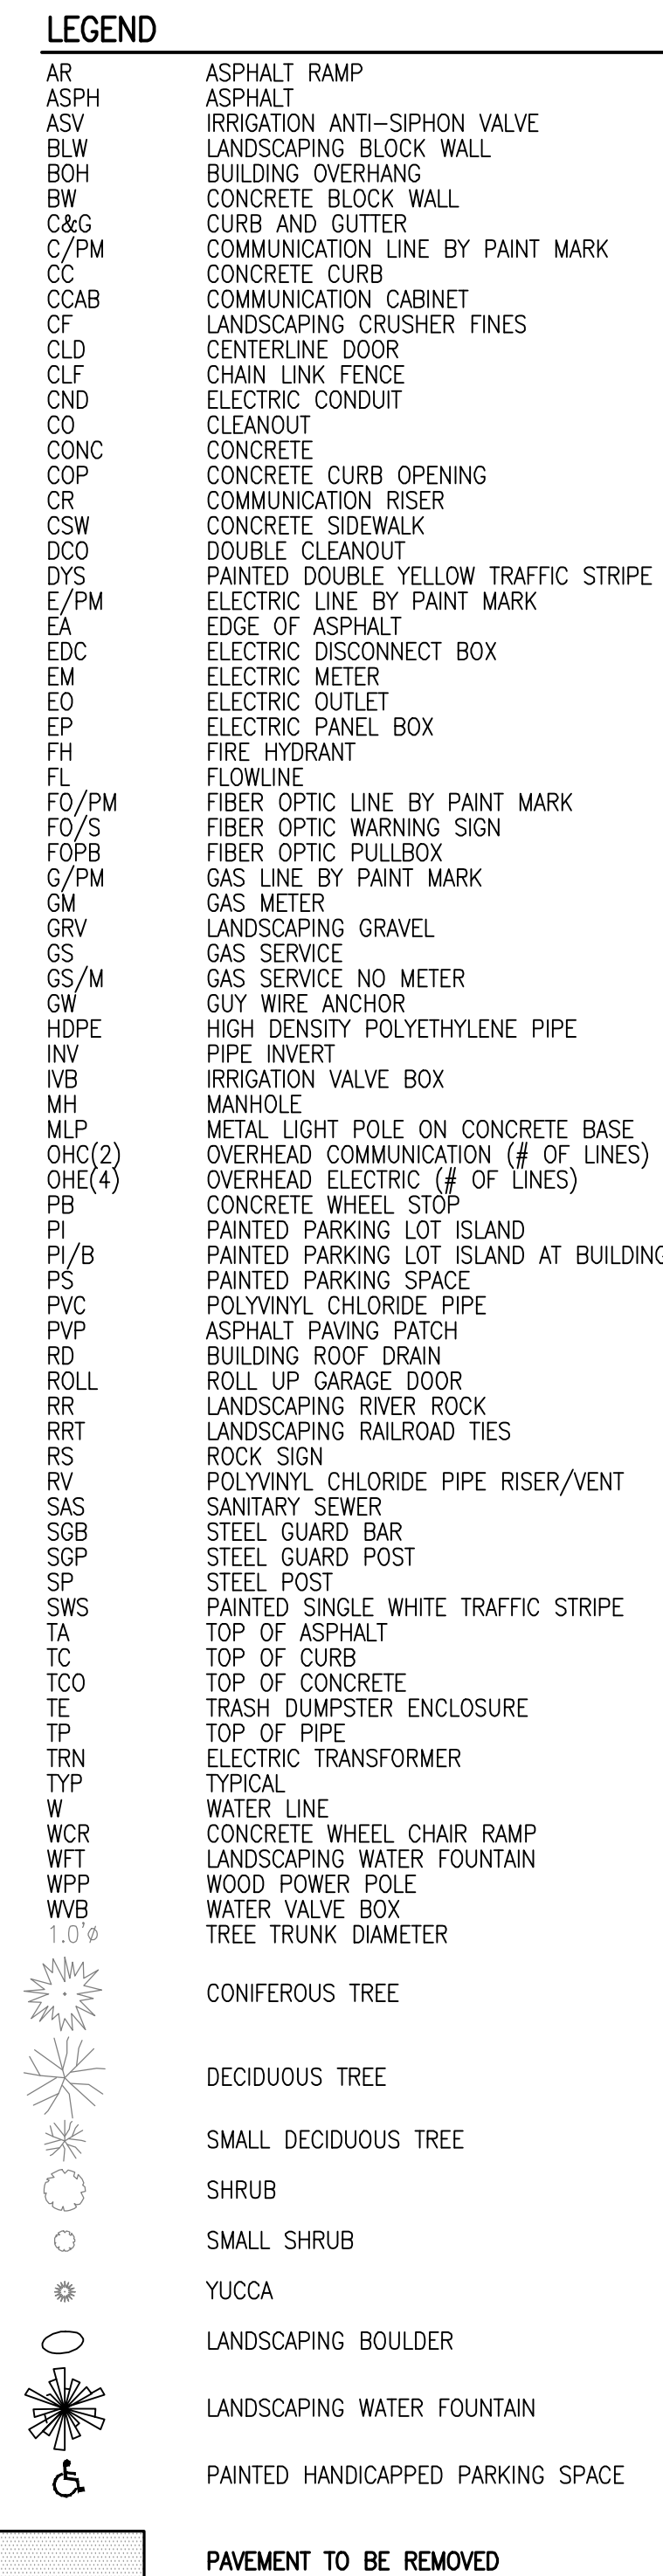 LEGEND
AR ASPHALT RAMP
ASPH ASPHALT
ASV IRRIGATION ANTI-SIPHON VALVE
BLW LANDSCAPING BLOCK WALL
BOH BUILDING OVERHANG
BW CONCRETE BLOCK WALL
C&G CURB AND GUTTER
C/PM COMMUNICATION LINE BY PAINT MARK
CC CONCRETE CURB
CCAB COMMUNICATION CABINET
CF LANDSCAPING CRUSHER FINES
CLD CENTERLINE DOOR
CLF CHAIN LINK FENCE
CND ELECTRIC CONDUIT
CO CLEANOUT
CONC CONCRETE
COP CONCRETE CURB OPENING
CR COMMUNICATION RISER
CSW CONCRETE SIDEWALK
DCO DOUBLE CLEANOUT
DYS PAINTED DOUBLE YELLOW TRAFFIC STRIPE
E/PM ELECTRIC LINE BY PAINT MARK
EA EDGE OF ASPHALT
EDC ELECTRIC DISCONNECT BOX
EM ELECTRIC METER
EO ELECTRIC OUTLET
EP ELECTRIC PANEL BOX
FH FIRE HYDRANT
FL FLOWLINE
FO/PM FIBER OPTIC LINE BY PAINT MARK
FO/S FIBER OPTIC WARNING SIGN
FOPB FIBER OPTIC PULLBOX
G/PM GAS LINE BY PAINT MARK
GM GAS METER
GRV LANDSCAPING GRAVEL
GS GAS SERVICE
GS/M GAS SERVICE NO METER
GW GUY WIRE ANCHOR
HDPE HIGH DENSITY POLYETHYLENE PIPE
INV PIPE INVERT
IVB IRRIGATION VALVE BOX
MH MANHOLE
MLP METAL LIGHT POLE ON CONCRETE BASE
OHC(2) OVERHEAD COMMUNICATION (# OF LINES)
OHE(4) OVERHEAD ELECTRIC (# OF LINES)
PB CONCRETE WHEEL STOP
PI PAINTED PARKING LOT ISLAND
PI/B PAINTED PARKING LOT ISLAND AT BUILDING
PS PAINTED PARKING SPACE
PVC POLYVINYL CHLORIDE PIPE
PVP ASPHALT PAVING PATCH
RD BUILDING ROOF DRAIN
ROLL ROLL UP GARAGE DOOR
RR LANDSCAPING RIVER ROCK
RRT LANDSCAPING RAILROAD TIES
RS ROCK SIGN
RV POLYVINYL CHLORIDE PIPE RISER/VENT
SAS SANITARY SEWER
SGB STEEL GUARD BAR
SGP STEEL GUARD POST
SP STEEL POST
SWS PAINTED SINGLE WHITE TRAFFIC STRIPE
TA TOP OF ASPHALT
TC TOP OF CURB
TCO TOP OF CONCRETE
TE TRASH DUMPSTER ENCLOSURE
TP TOP OF PIPE
TRN ELECTRIC TRANSFORMER
TYP TYPICAL
W WATER LINE
WCR CONCRETE WHEEL CHAIR RAMP
WFT LANDSCAPING WATER FOUNTAIN
WPP WOOD POWER POLE
WVB WATER VALVE BOX
1.0'ø TREE TRUNK DIAMETER
CONIFEROUS TREE
DECIDUOUS TREE
SMALL DECIDUOUS TREE
SHRUB
SMALL SHRUB
YUCCA
LANDSCAPING BOULDER
LANDSCAPING WATER FOUNTAIN
PAINTED HANDICAPPED PARKING SPACE
PAVEMENT TO BE REMOVED